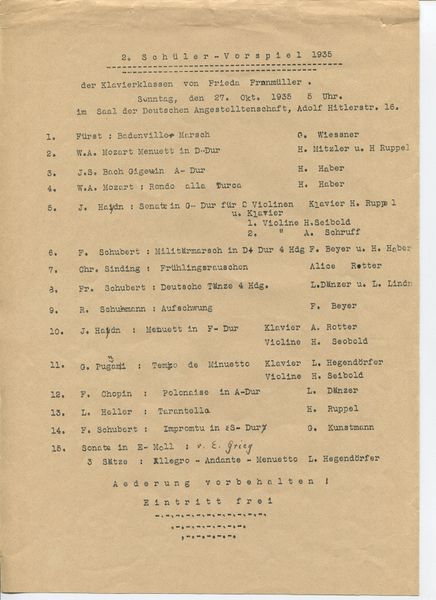 2. Schüler-Vorspiel 1935
der Klavierklassen von Frieda Franmüller.
Sonntag, den 27. Okt. 1935 5 Uhr.
im Saal der Deutschen Angestelltenschaft, Adolf Hitlerstr. 16.
1. Fürst : Badenviller Marsch G. Wiessner
2. W.A. Mozart Menuett in D-Dur H. Mitzler u. H Ruppel
3. J.S. Bach Gigew in A- Dur H. Haber
4. W.A. Mozart : Rondo alla Turca H. Haber
5. J. Haydn : Sonate in G- Dur für 2 Violinen Klavier H. Ruppel
u. Klavier
1. Violine H.Seibold
2. " A. Schruff
6. F. Schubert : Militärmarsch in D- Dur 4 Hdg F. Beyer u. H. Haber
7. Chr. Sinding : Frühlingsrauschen Alice Rotter
8. Fr. Schubert : Deutsche Tänze 4 Hdg. L.Dänzer u. L. Lindn
9. R. Schumann : Aufschwung F. Beyer
10. J. Haydn : Menuett in F- Dur Klavier A. Rotter
Violine H. Seobold
11. G. Pugani : Tempo de Minuetto Klavier L. Hegendörfer
Violine H. Seibold
12. F. Chopin : Polonaise in A-Dur L. Dänzer
13. L. Heller : Tarantella H. Ruppel
14. F. Schubert : Impromtu in ES- Dur G. Kunstmann
15. Sonate in E- Moll : v. E. Grieg
3 Sätze : Allegro - Andante - Menuetto L. Hegendörfer
Aederung vorbehalten !
Eintritt frei